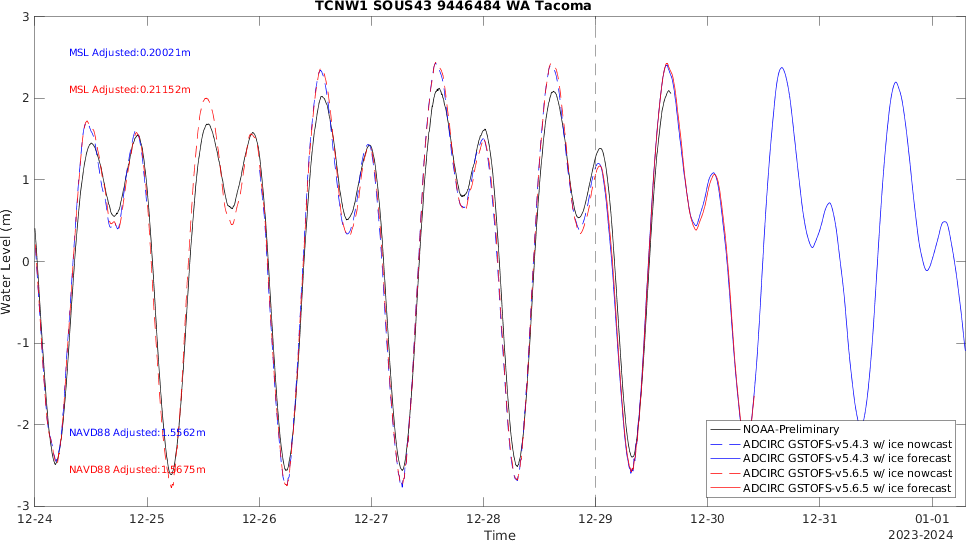 TCNW1 SOUS43 9446484 WA Tacoma
3
MSL Adjusted:0.20021m
MSL Adjusted:0.21152m
2
1
0
-1
-2
-3
Water Level (m)
NAVD88 Adjusted:1.5562m
NAVD88 Adjusted:1.5675m
NOAA-Preliminary
ADCIRC GSTOFS-v5.4.3 w/ ice nowcast
ADCIRC GSTOFS-v5.4.3 w/ ice forecast
ADCIRC GSTOFS-v5.6.5 w/ ice nowcast
ADCIRC GSTOFS-v5.6.5 w/ ice forecast
12-24 12-25 12-26 12-27 12-28 12-29 12-30 12-31 01-01
Time
2023-2024